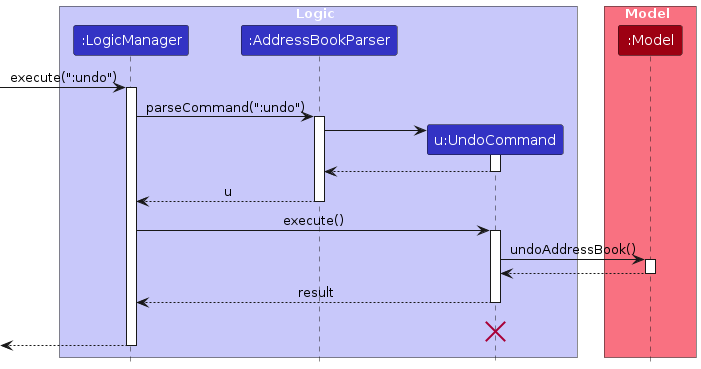 Logic
Model
:LogicManager
:AddressBookParser
:Model
execute(":undo")
parseCommand(":undo")
u:UndoCommand
u
execute()
undoAddressBook()
result